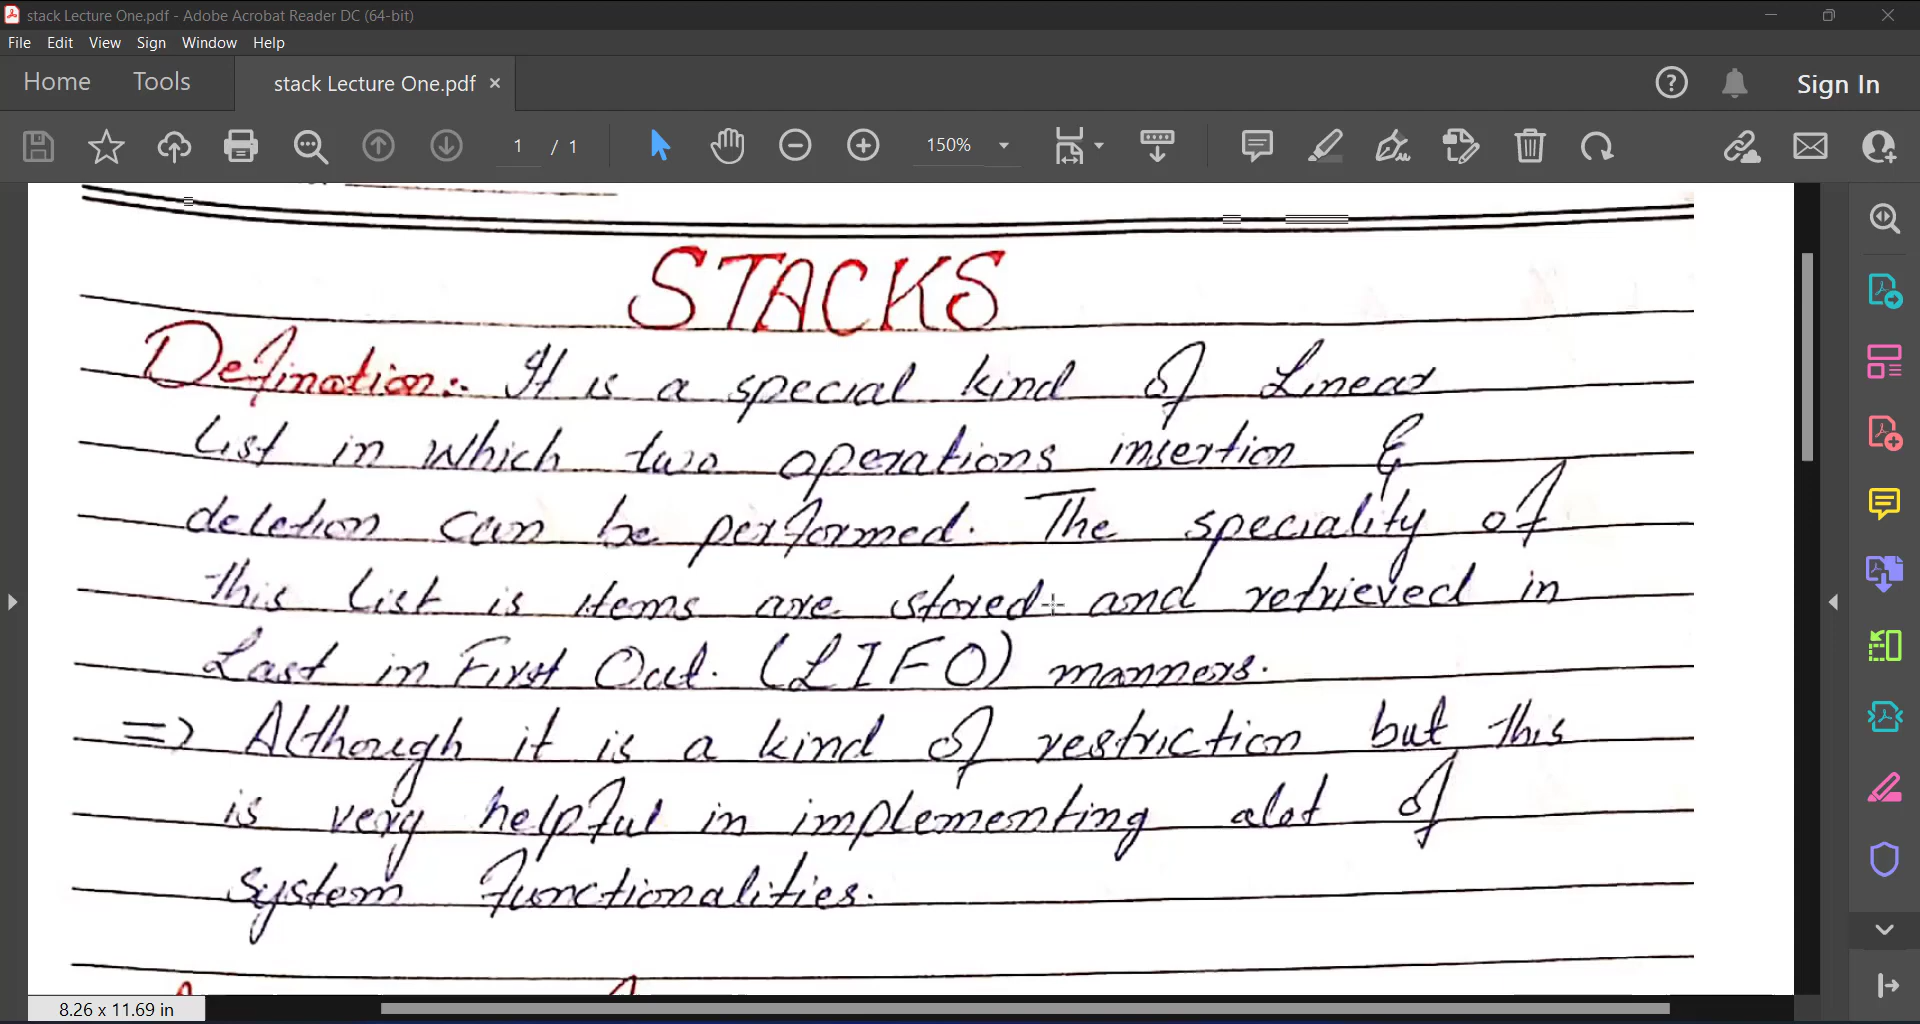 stack Lecture One.pdf - Adobe Acrobat Reader DC (64-bit)
File Edit View Sign Window Help
Home Tools stack Lecture One.pdf × Sign In
1 / 1 150%
STACKS
Defination:. It is a special kind of Linear
List in which two operations insertion &
deletion can be performed. The speciality of
this List is items are stored and retrieved in
Last in First Out. (LIFO) manners.
=> Although it is a kind of restriction but this
is very helpful in implementing alot of
system functionalities.
8.26 x 11.69 in